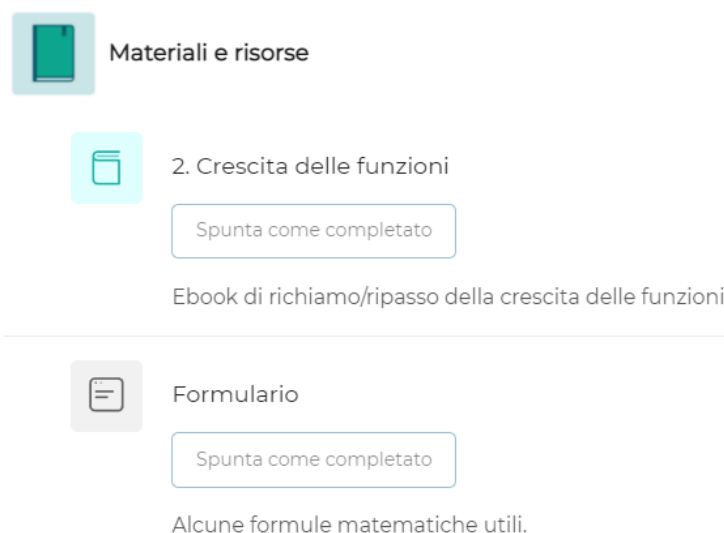 Materiali e risorse
2. Crescita delle funzioni
Spunta come completato
Ebook di richiamo/ripasso della crescita delle funzioni
Formulario
Spunta come completato
Alcune formule matematiche utili.